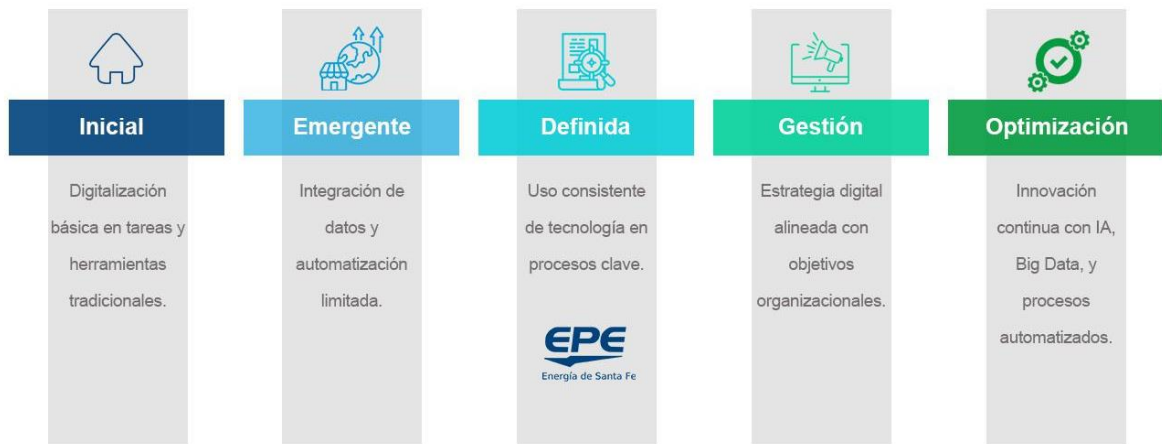 Inicial
Digitalización
básica en tareas y
herramientas
tradicionales.
Emergente
Integración de
datos y
automatización
limitada.
Definida
Uso consistente
de tecnología en
procesos clave.
EPE
Energía de Santa Fe
Gestión
Estrategia digital
alineada con
objetivos
organizacionales.
Optimización
Innovación
continua con IA,
Big Data, y
procesos
automatizados.